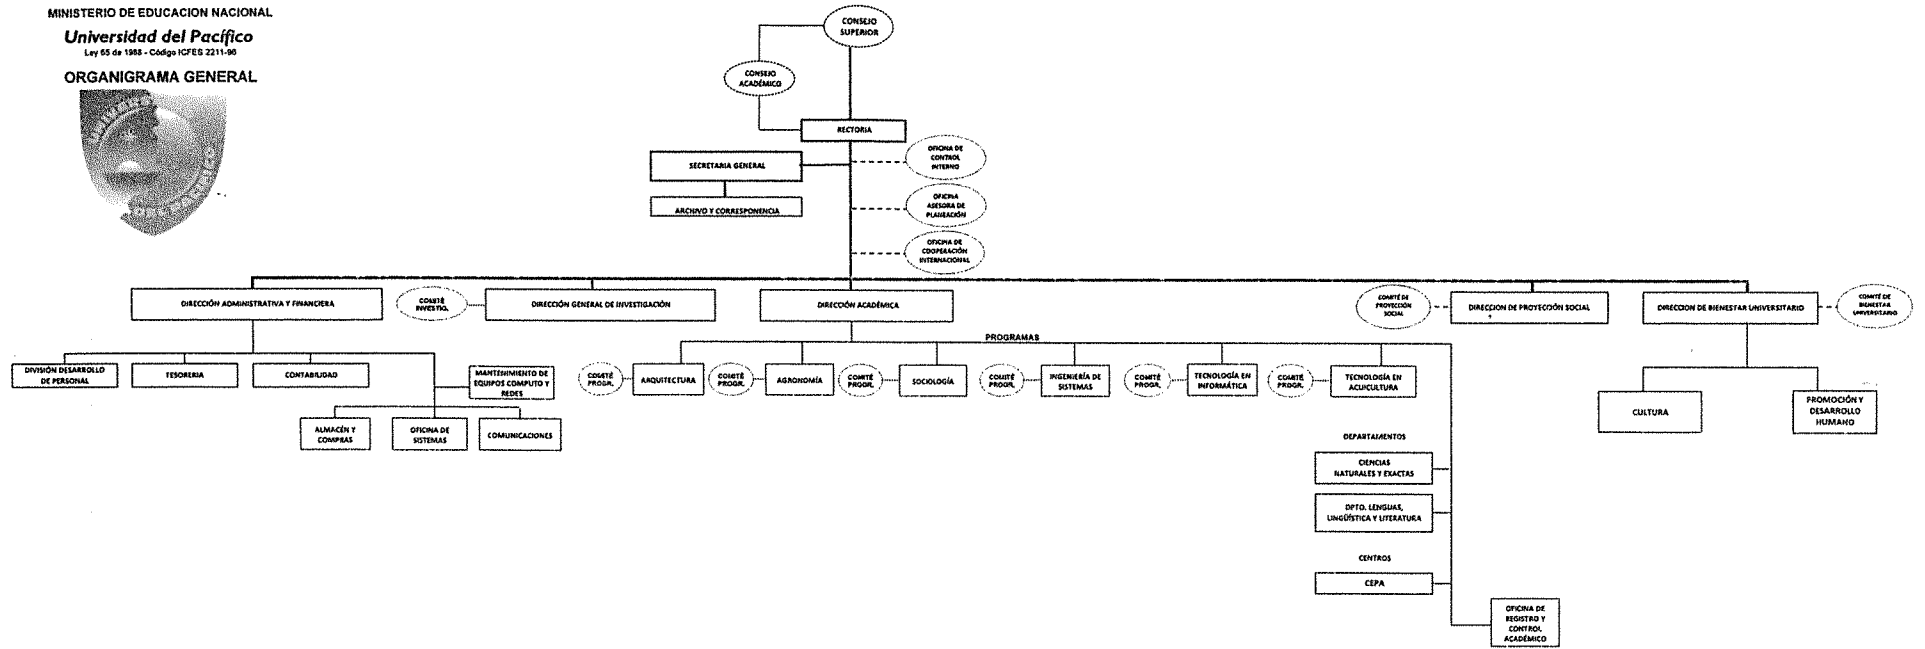 MINISTERIO DE EDUCACION NACIONAL
Universidad del Pacífico
Ley 65 de 1988 - Código ICFES 2211-96
ORGANIGRAMA GENERAL
CONSEJO
SUPERIOR
CONSEJO
ACADÉMICO
RECTORIA
SECRETARIA GENERAL
OFICINA DE
CONTROL
INTERNO
ARCHIVO Y CORRESPONENCIA
OFICINA
ASESORA DE
PLANEACIÓN
OFICINA DE
COOPERACIÓN
INTERNACIONAL
DIRECCIÓN ADMINISTRATIVA Y FINANCIERA
COMITÉ
INVESTIG.
DIRECCIÓN GENERAL DE INVESTIGACIÓN
DIRECCIÓN ACADÉMICA
COMITÉ DE
PROYECCIÓN
SOCIAL
DIRECCION DE PROYECCIÓN SOCIAL
DIRECCION DE BIENESTAR UNIVERSITARIO
COMITÉ DE
BIENESTAR
UNIVERSITARIO
PROGRAMAS
DIVISIÓN DESARROLLO
DE PERSONAL
TESORERIA
CONTABILIDAD
MANTENIMIENTO DE
EQUIPOS COMPUTO Y
REDES
COMITÉ
PROGR.
ARQUITECTURA
COMITÉ
PROGR.
AGRONOMÍA
COMITÉ
PROGR.
SOCIOLOGÍA
COMITÉ
PROGR.
INGENIERÍA DE
SISTEMAS
COMITÉ
PROGR.
TECNOLOGÍA EN
INFORMÁTICA
COMITÉ
PROGR.
TECNOLOGÍA EN
ACUICULTURA
ALMACÉN Y
COMPRAS
OFICINA DE
SISTEMAS
COMUNICACIONES
CULTURA
PROMOCIÓN Y
DESARROLLO
HUMANO
DEPARTAMENTOS
CIENCIAS
NATURALES Y EXACTAS
DPTO. LENGUAS,
LINGÜÍSTICA Y LITERATURA
CENTROS
CEPA
OFICINA DE
REGISTRO Y
CONTROL
ACADÉMICO